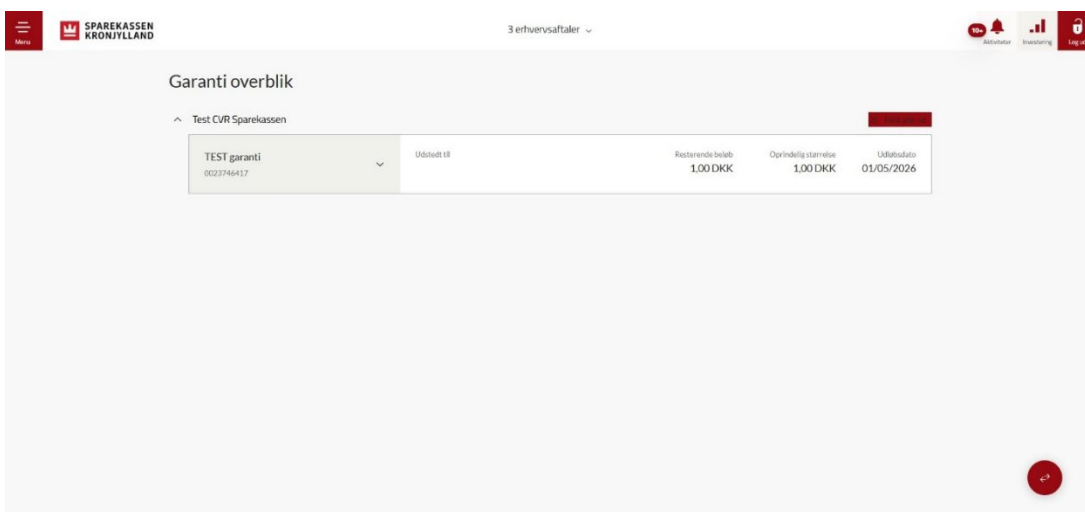 SPAREKASSEN
KRONJYLLAND
3 erhvervsaftaler
10+
Menu
Aktiviteter
Investering
Log ud
Garanti overblik
Test CVR Sparekassen
TEST garanti
0023746417
Udstedt til
Resterende beløb
1,00 DKK
Oprindelig størrelse
1,00 DKK
Udløbsdato
01/05/2026